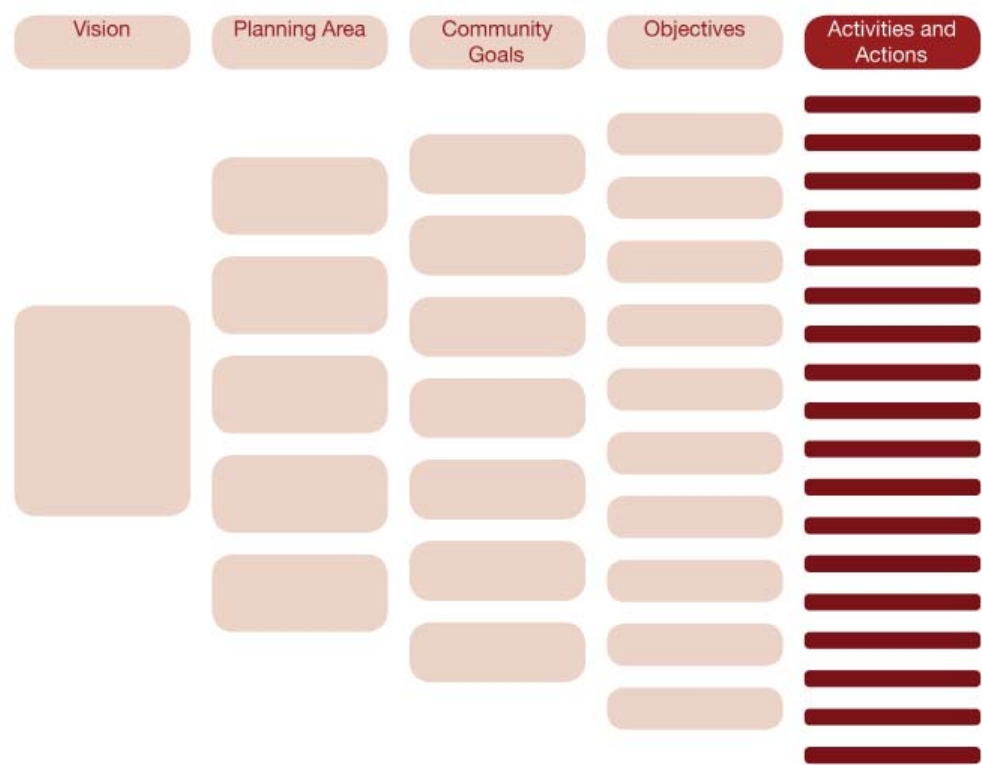 Vision
Planning Area
Community
Goals
Objectives
Activities and
Actions